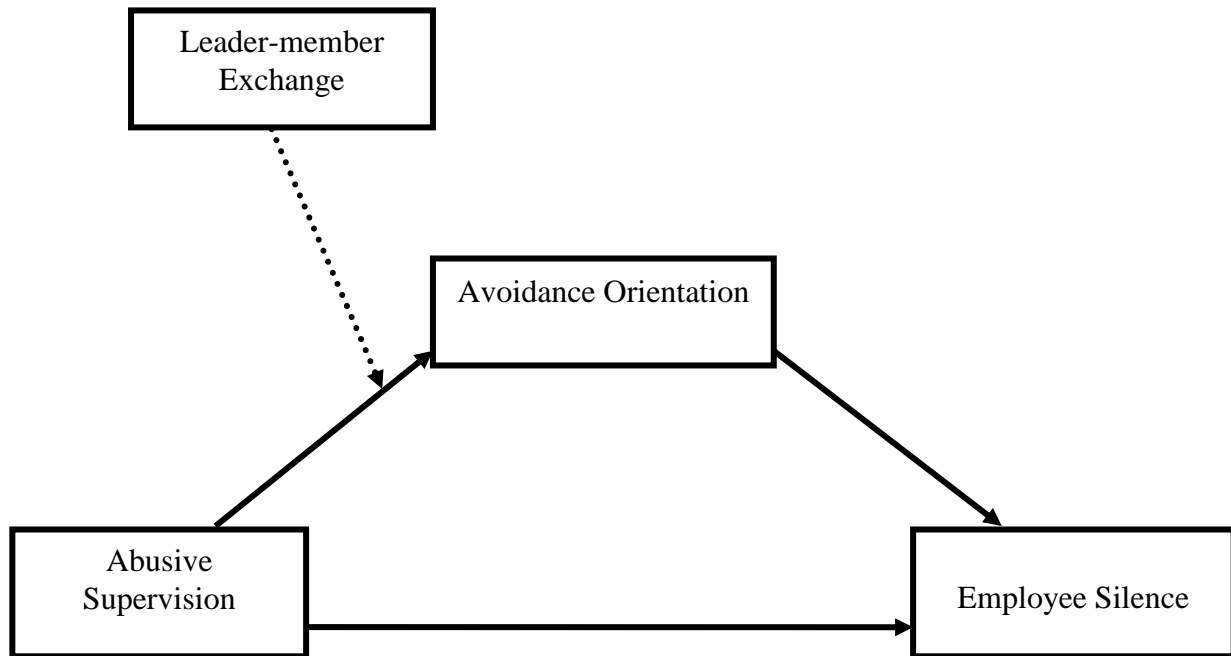 Leader-member
Exchange
Avoidance Orientation
Abusive
Supervision
Employee Silence